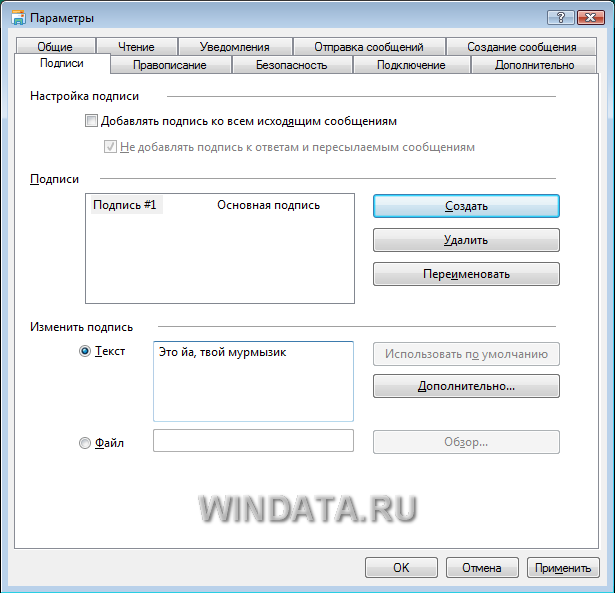 Параметры
Общие Чтение Уведомления Отправка сообщений Создание сообщения
Подписи Правописание Безопасность Подключение Дополнительно
Настройка подписи
Добавлять подпись ко всем исходящим сообщениям
Не добавлять подпись к ответам и пересылаемым сообщениям
Подписи
Подпись #1 Основная подпись
Создать
Удалить
Переименовать
Изменить подпись
Текст
Это йа, твой мурмызик
Использовать по умолчанию
Дополнительно...
Файл
Обзор...
WINDATA.RU
OK Отмена Применить